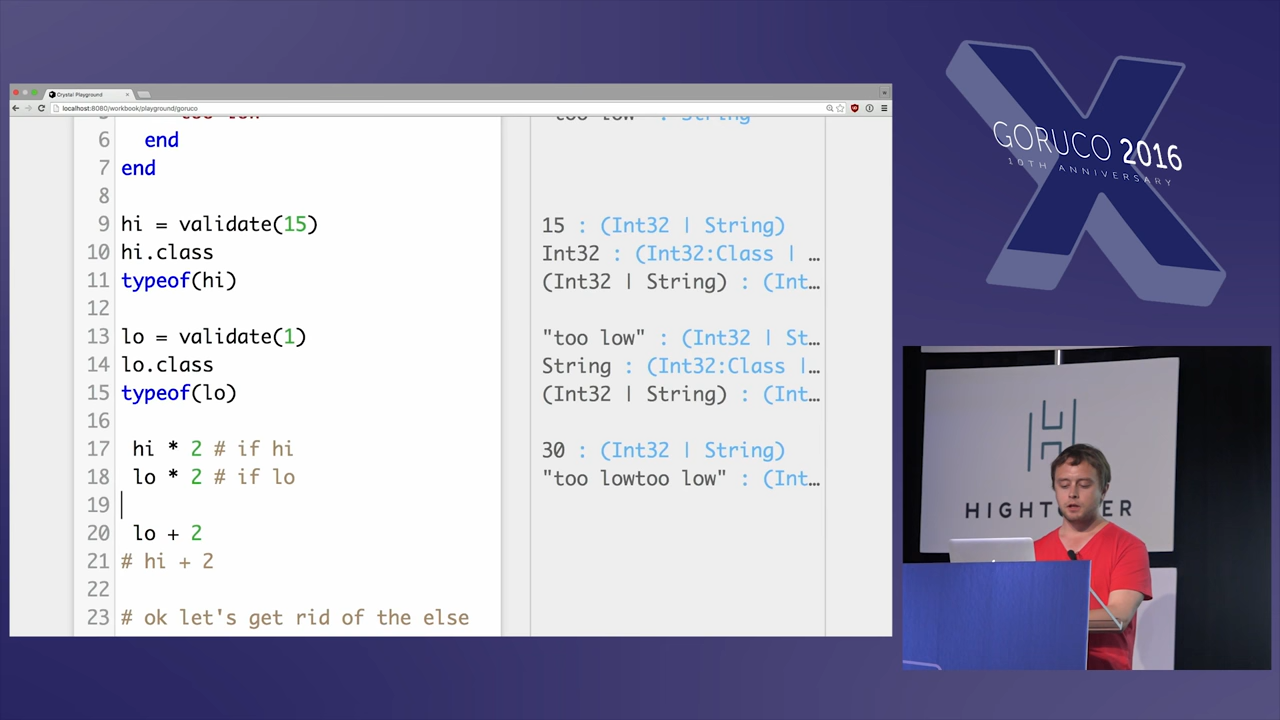 Crystal Playground
localhost:8080/workbook/playground/goruco
6 end
7 end
8
9 hi = validate(15)
10 hi.class
11 typeof(hi)
12
13 lo = validate(1)
14 lo.class
15 typeof(lo)
16
17 hi * 2 # if hi
18 lo * 2 # if lo
19
20 lo + 2
21 # hi + 2
22
23 # ok let's get rid of the else
"too low" : String
15 : (Int32 | String)
Int32 : (Int32:Class | …
(Int32 | String) : (Int…
"too low" : (Int32 | St…
String : (Int32:Class |…
(Int32 | String) : (Int…
30 : (Int32 | String)
"too lowtoo low" : (Int…
GORUCO 2016
10TH ANNIVERSARY
HIGHT ER